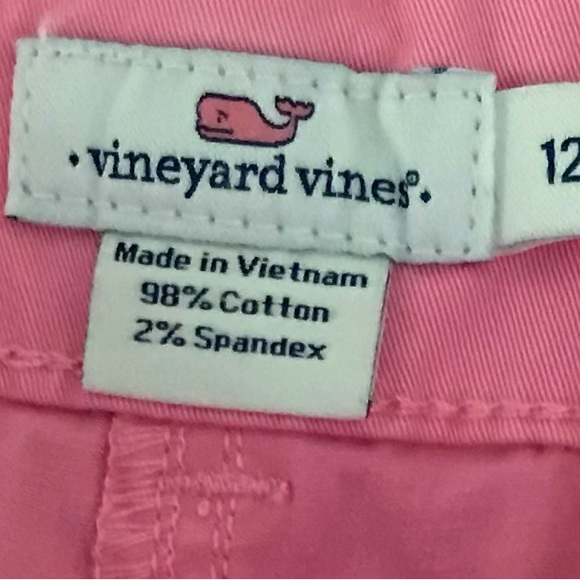 · vineyard vines®.
12
Made in Vietnam
98% Cotton
2% Spandex